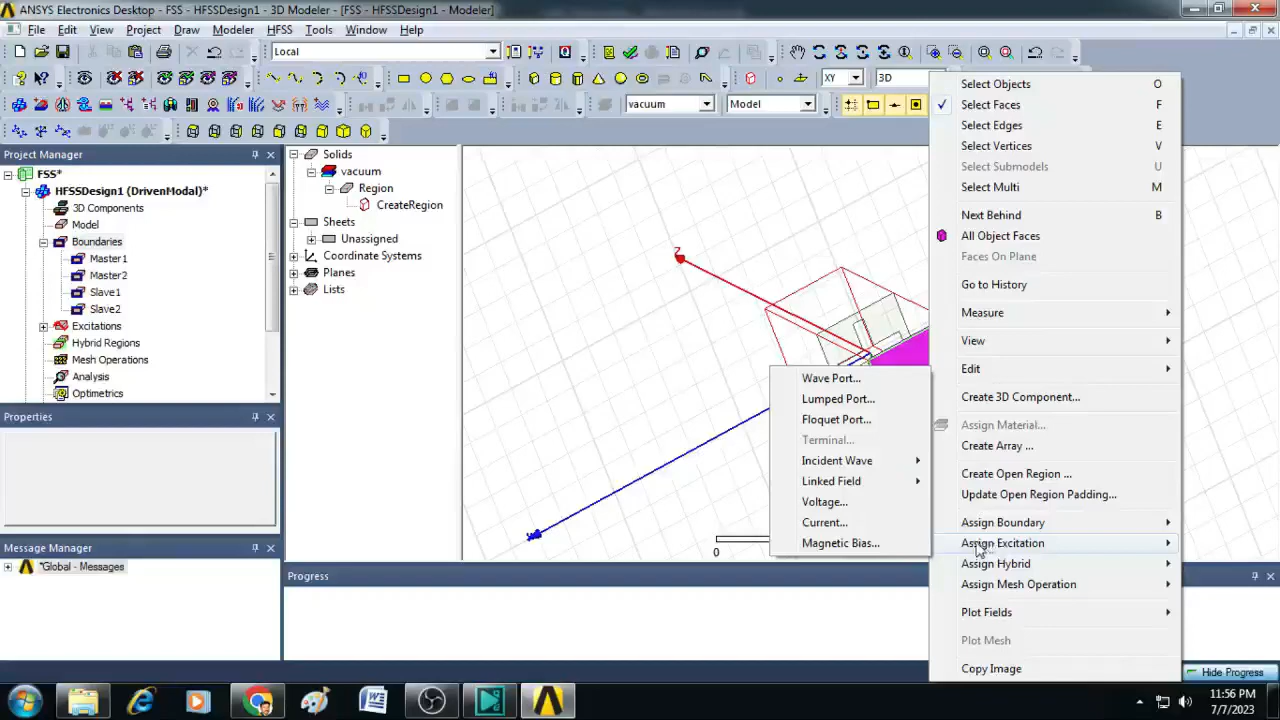 ANSYS Electronics Desktop - FSS - HFSSDesign1 - 3D Modeler - [FSS - HFSSDesign1 - Modeler]
File Edit View Project Draw Modeler HFSS Tools Window Help
Local
XY 3D
vacuum Model
Project Manager
FSS*
HFSSDesign1 (DrivenModal)*
3D Components
Model
Boundaries
Master1
Master2
Slave1
Slave2
Excitations
Hybrid Regions
Mesh Operations
Analysis
Optimetrics
Properties
Message Manager
*Global - Messages
Solids
vacuum
Region
CreateRegion
Sheets
Unassigned
Coordinate Systems
Planes
Lists
Z
0
Progress
Wave Port...
Lumped Port...
Floquet Port...
Terminal...
Incident Wave
Linked Field
Voltage...
Current...
Magnetic Bias...
Select Objects O
Select Faces F
Select Edges E
Select Vertices V
Select Submodels U
Select Multi M
Next Behind B
All Object Faces
Faces On Plane
Go to History
Measure
View
Edit
Create 3D Component...
Assign Material...
Create Array ...
Create Open Region ...
Update Open Region Padding...
Assign Boundary
Assign Excitation
Assign Hybrid
Assign Mesh Operation
Plot Fields
Plot Mesh
Copy Image
Hide Progress
11:56 PM
7/7/2023